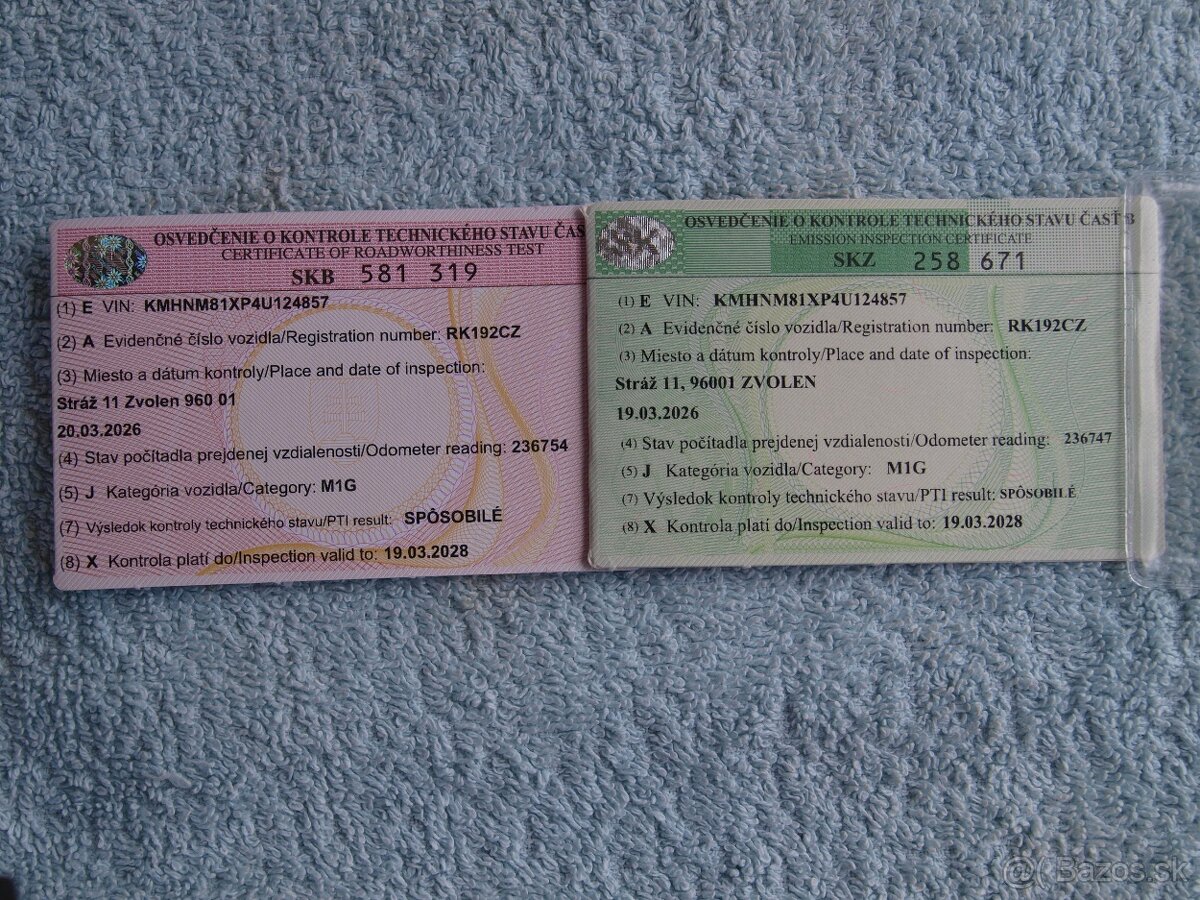 OSVEDČENIE O KONTROLE TECHNICKÉHO STAVU ČAS
CERTIFICATE OF ROADWORTHINESS TEST
SKB 581 319
(1) E VIN: KMHNM81XP4U124857
(2) A Evidenčné číslo vozidla/Registration number: RK192CZ
(3) Miesto a dátum kontroly/Place and date of inspection:
Stráž 11 Zvolen 960 01
20.03.2026
(4) Stav počítadla prejdenej vzdialenosti/Odometer reading: 236754
(5) J Kategória vozidla/Category: M1G
(7) Výsledok kontroly technického stavu/PTI result: SPÔSOBILÉ
(8) X Kontrola platí do/Inspection valid to: 19.03.2028
SK
OSVEDČENIE O KONTROLE TECHNICKÉHO STAVU ČASŤ B
EMISSION INSPECTION CERTIFICATE
SKZ 258 671
(1) E VIN: KMHNM81XP4U124857
(2) A Evidenčné číslo vozidla/Registration number: RK192CZ
(3) Miesto a dátum kontroly/Place and date of inspection:
Stráž 11, 96001 ZVOLEN
19.03.2026
(4) Stav počítadla prejdenej vzdialenosti/Odometer reading: 236747
(5) J Kategória vozidla/Category: M1G
(7) Výsledok kontroly technického stavu/PTI result: SPÔSOBILÉ
(8) X Kontrola platí do/Inspection valid to: 19.03.2028
@( Bazos.sk